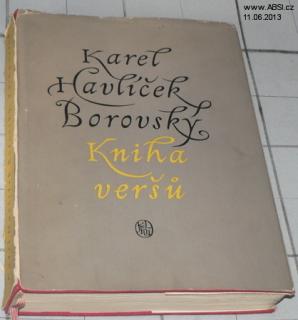 www.ABSI.cz
11.06.2013
Karel
Havlíček
Borovský
Kniha
veršů